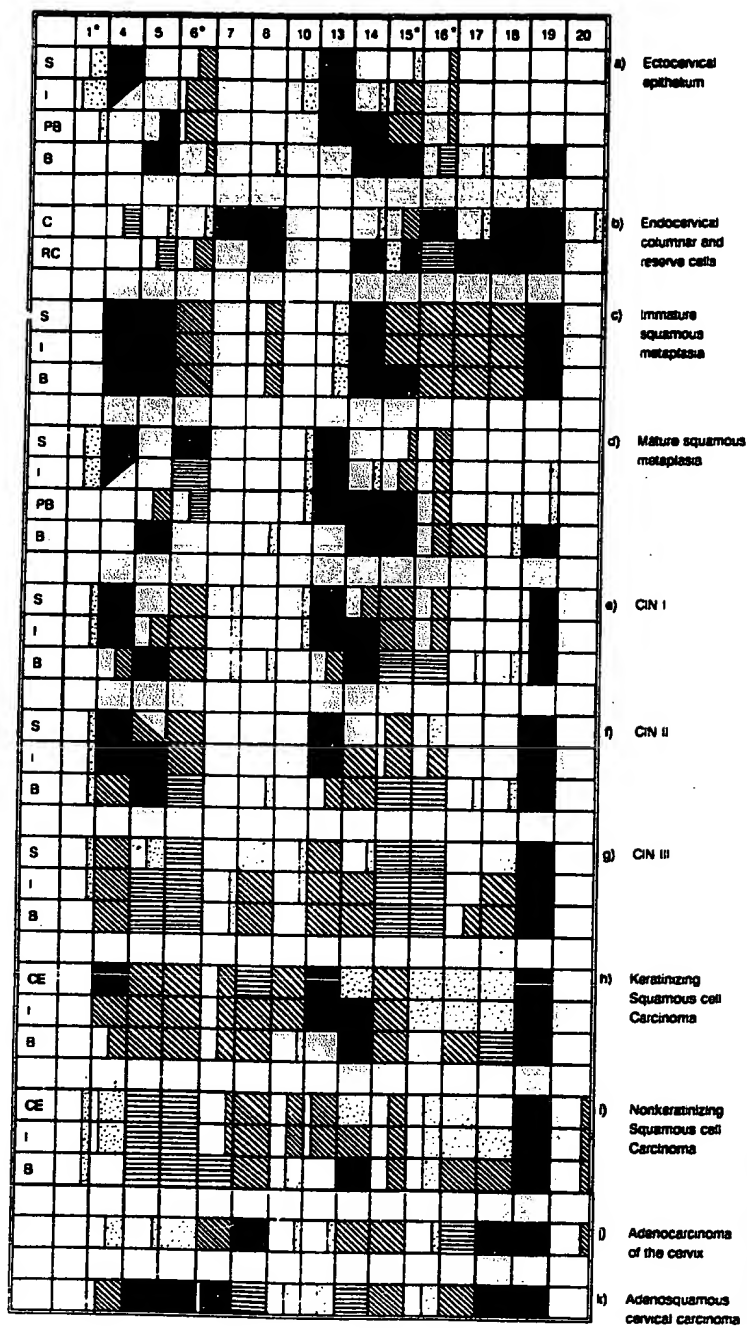 1* 4 5 6* 7 8 10 13 14 15* 16* 17 18 19 20
S
I
PB
B
a) Ectocervical
epithelium
C
RC
b) Endocervical
columnar and
reserve cells
S
I
B
c) Immature
squamous
metaplasia
S
I
PB
B
d) Mature squamous
metaplasia
S
I
B
e) CIN I
S
I
B
f) CIN II
S
I
B
g) CIN III
CE
I
B
h) Keratinizing
Squamous cell
Carcinoma
CE
I
B
i) Nonkeratinizing
Squamous cell
Carcinoma
j) Adenocarcinoma
of the cervix
k) Adenosquamous
cervical carcinoma